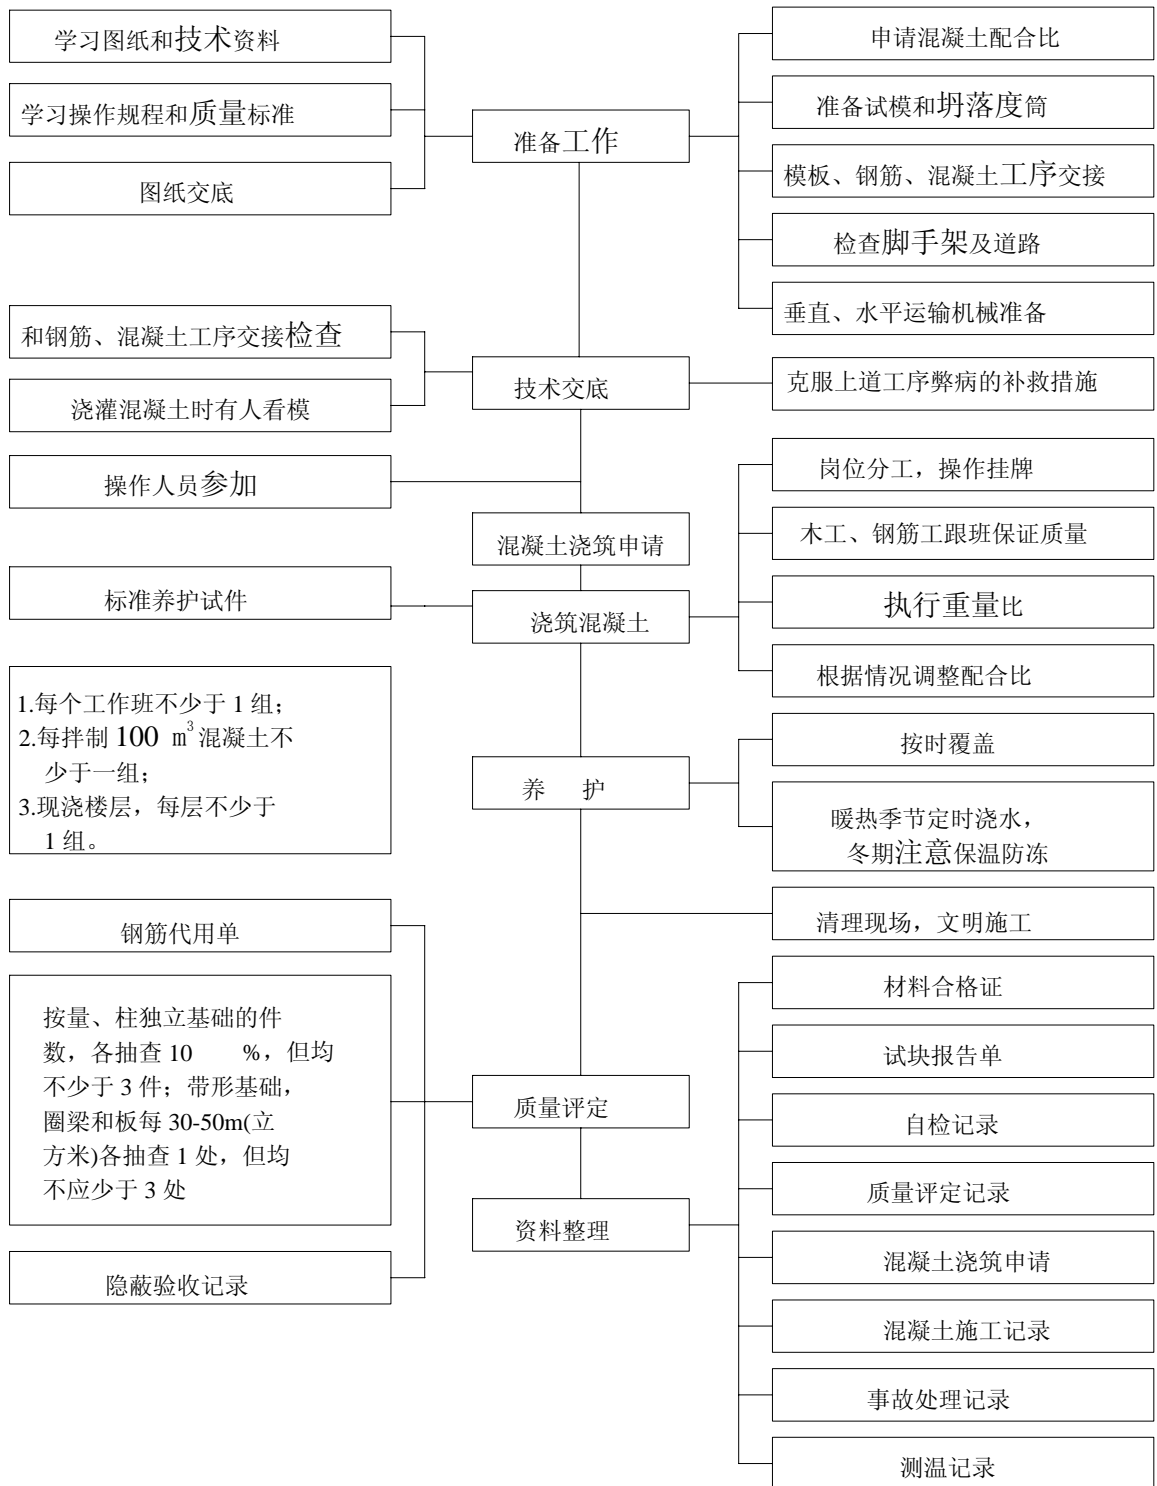 学习图纸和技术资料
申请混凝土配合比
学习操作规程和质量标准
准备试模和坍落度筒
准备工作
模板、钢筋、混凝土工序交接
图纸交底
检查脚手架及道路
垂直、水平运输机械准备
和钢筋、混凝土工序交接检查
技术交底
克服上道工序弊病的补救措施
浇灌混凝土时有人看模
岗位分工，操作挂牌
操作人员参加
木工、钢筋工跟班保证质量
混凝土浇筑申请
标准养护试件
执行重量比
浇筑混凝土
根据情况调整配合比
1.每个工作班不少于1组；
2.每拌制100 m³混凝土不
少于一组；
3.现浇楼层，每层不少于
1组。
按时覆盖
养 护
暖热季节定时浇水，
冬期注意保温防冻
清理现场，文明施工
钢筋代用单
材料合格证
按量、柱独立基础的件
数，各抽查10 %，但均
不少于3件；带形基础，
圈梁和板每30-50m(立
方米)各抽查1处，但均
不应少于3处
试块报告单
质量评定
自检记录
质量评定记录
资料整理
混凝土浇筑申请
隐蔽验收记录
混凝土施工记录
事故处理记录
测温记录